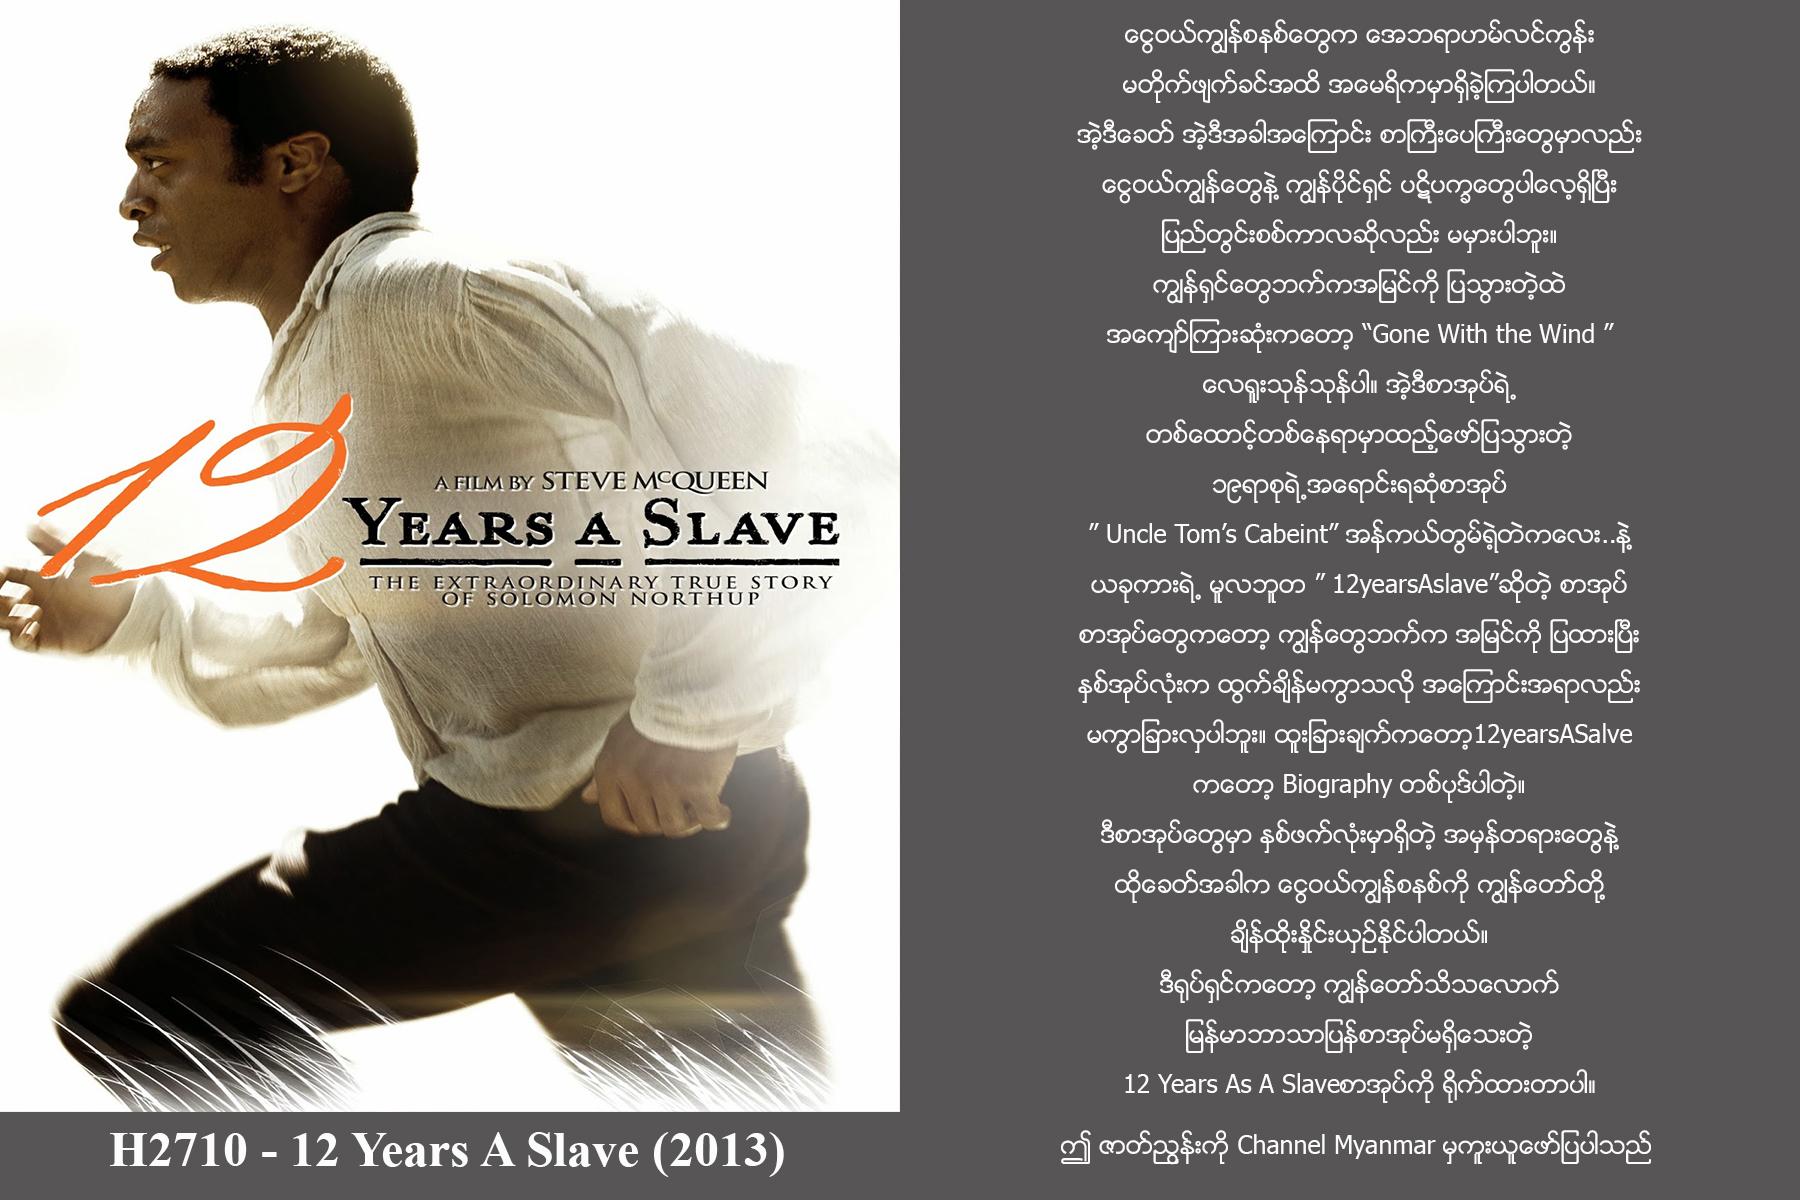 12
A FILM BY STEVE MCQUEEN
YEARS A SLAVE
THE EXTRAORDINARY TRUE STORY
OF SOLOMON NORTHUP
H2710 - 12 Years A Slave (2013)
ငွေဝယ်ကျွန်စနစ်တွေက အေဘရာဟမ်လင်ကွန်း
မတိုက်ဖျက်ခင်အထိ အမေရိကမှာရှိခဲ့ကြပါတယ်။
အဲ့ဒီခေတ် အဲ့ဒီအခါအကြောင်း စာကြီးပေကြီးတွေမှာလည်း
ငွေဝယ်ကျွန်တွေနဲ့ ကျွန်ပိုင်ရှင် ပဋိပက္ခတွေပါလေ့ရှိပြီး
ပြည်တွင်းစစ်ကာလဆိုလည်း မမှားပါဘူး။
ကျွန်ရှင်တွေဘက်ကအမြင်ကို ပြသွားတဲ့ထဲ
အကျော်ကြားဆုံးကတော့ “Gone With the Wind ”
လေရူးသုန်သုန်ပါ။ အဲ့ဒီစာအုပ်ရဲ့
တစ်ထောင့်တစ်နေရာမှာထည့်ဖော်ပြသွားတဲ့
၁၉ရာစုရဲ့အရောင်းရဆုံစာအုပ်
” Uncle Tom’s Cabeint” အန်ကယ်တွမ်ရဲ့တဲကလေး..နဲ့
ယခုကားရဲ့ မူလဘူတ ” 12yearsAslave”ဆိုတဲ့ စာအုပ်
စာအုပ်တွေကတော့ ကျွန်တွေဘက်က အမြင်ကို ပြထားပြီး
နှစ်အုပ်လုံးက ထွက်ချိန်မကွာသလို အကြောင်းအရာလည်း
မကွာခြားလှပါဘူး။ ထူးခြားချက်ကတော့12yearsASalve
ကတော့ Biography တစ်ပုဒ်ပါတဲ့။
ဒီစာအုပ်တွေမှာ နှစ်ဖက်လုံးမှာရှိတဲ့ အမှန်တရားတွေနဲ့
ထိုခေတ်အခါက ငွေဝယ်ကျွန်စနစ်ကို ကျွန်တော်တို့
ချိန်ထိုးနှိုင်းယှဉ်နိုင်ပါတယ်။
ဒီရုပ်ရှင်ကတော့ ကျွန်တော်သိသလောက်
မြန်မာဘာသာပြန်စာအုပ်မရှိသေးတဲ့
12 Years As A Slaveစာအုပ်ကို ရိုက်ထားတာပါ။
ဤ ဇာတ်ညွှန်းကို Channel Myanmar မှကူးယူဖော်ပြပါသည်